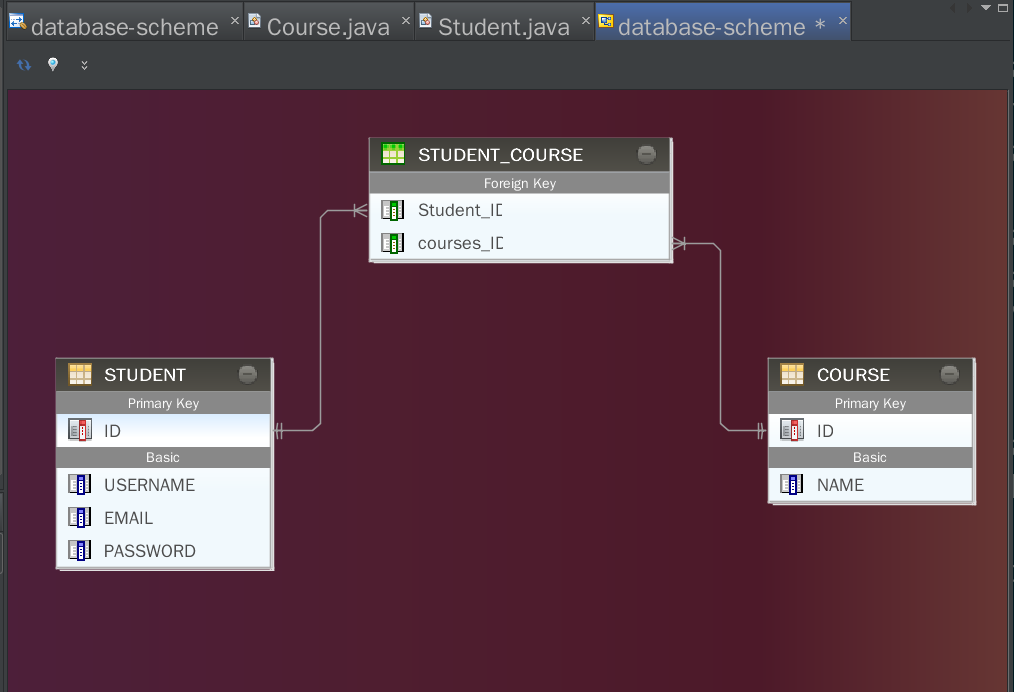 database-scheme
Course.java
Student.java
database-scheme *
STUDENT_COURSE
Foreign Key
Student_ID
courses_ID
STUDENT
Primary Key
ID
Basic
USERNAME
EMAIL
PASSWORD
COURSE
Primary Key
ID
Basic
NAME